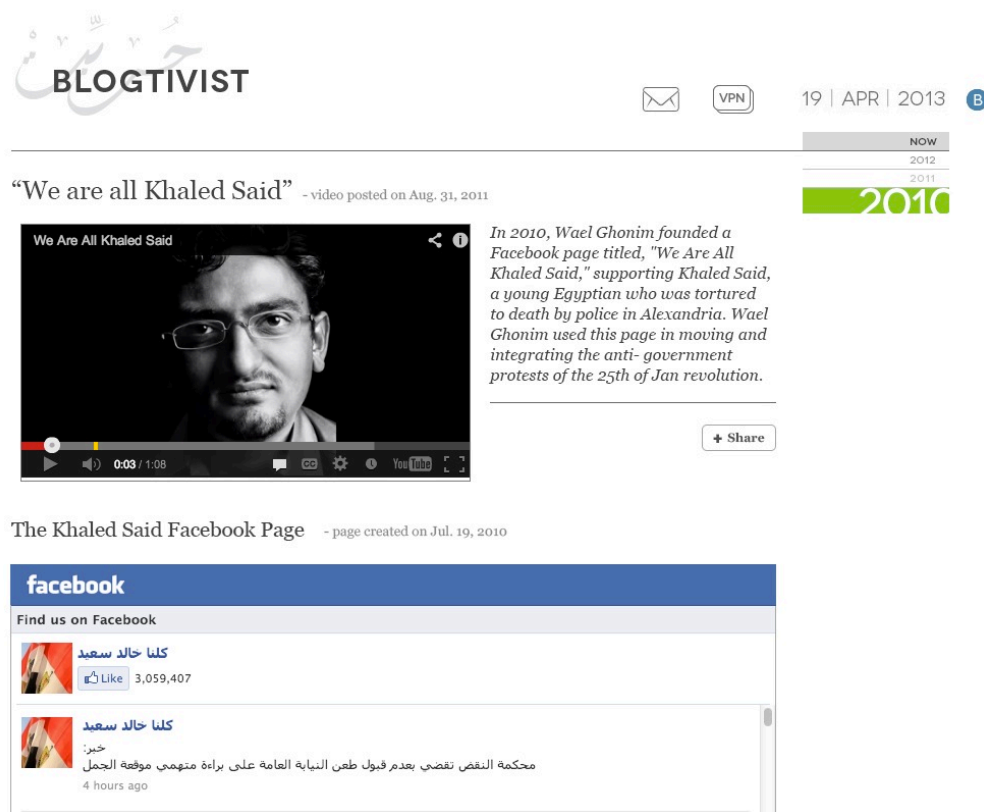 BLOGTIVIST
VPN
19 | APR | 2013
B
NOW
2012
2011
2010
“We are all Khaled Said” - video posted on Aug. 31, 2011
We Are All Khaled Said
In 2010, Wael Ghonim founded a
Facebook page titled, "We Are All
Khaled Said," supporting Khaled Said,
a young Egyptian who was tortured
to death by police in Alexandria. Wael
Ghonim used this page in moving and
integrating the anti- government
protests of the 25th of Jan revolution.
+ Share
0:03 / 1:08
CC
YouTube
The Khaled Said Facebook Page - page created on Jul. 19, 2010
facebook
Find us on Facebook
كلنا خالد سعيد
Like 3,059,407
كلنا خالد سعيد
خبر:
محكمة النقض تقضي بعدم قبول طعن النيابة العامة على براءة متهمي موقعة الجمل
4 hours ago